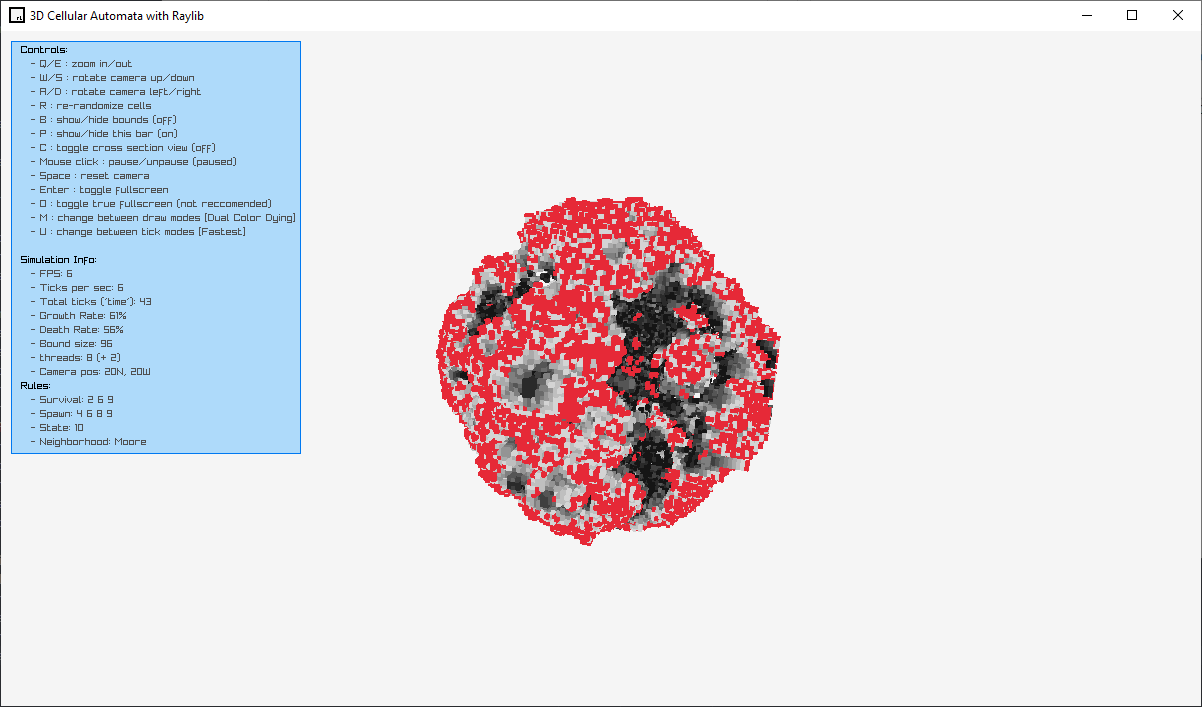 3D Cellular Automata with Raylib
Controls:
- Q/E : zoom in/out
- W/S : rotate camera up/down
- A/D : rotate camera left/right
- R : re-randomize cells
- B : show/hide bounds (off)
- P : show/hide this bar (on)
- C : toggle cross section view (off)
- Mouse click : pause/unpause (paused)
- Space : reset camera
- Enter : toggle fullscreen
- O : toggle true fullscreen (not reccomended)
- M : change between draw modes [Dual Color Dying]
- U : change between tick modes [Fastest]
Simulation Info:
- FPS: 6
- Ticks per sec: 6
- Total ticks ('time'): 43
- Growth Rate: 61%
- Death Rate: 56%
- Bound size: 96
- threads: 8 (+ 2)
- Camera pos: 20N, 20W
Rules:
- Survival: 2 6 9
- Spawn: 4 6 8 9
- State: 10
- Neighborhood: Moore